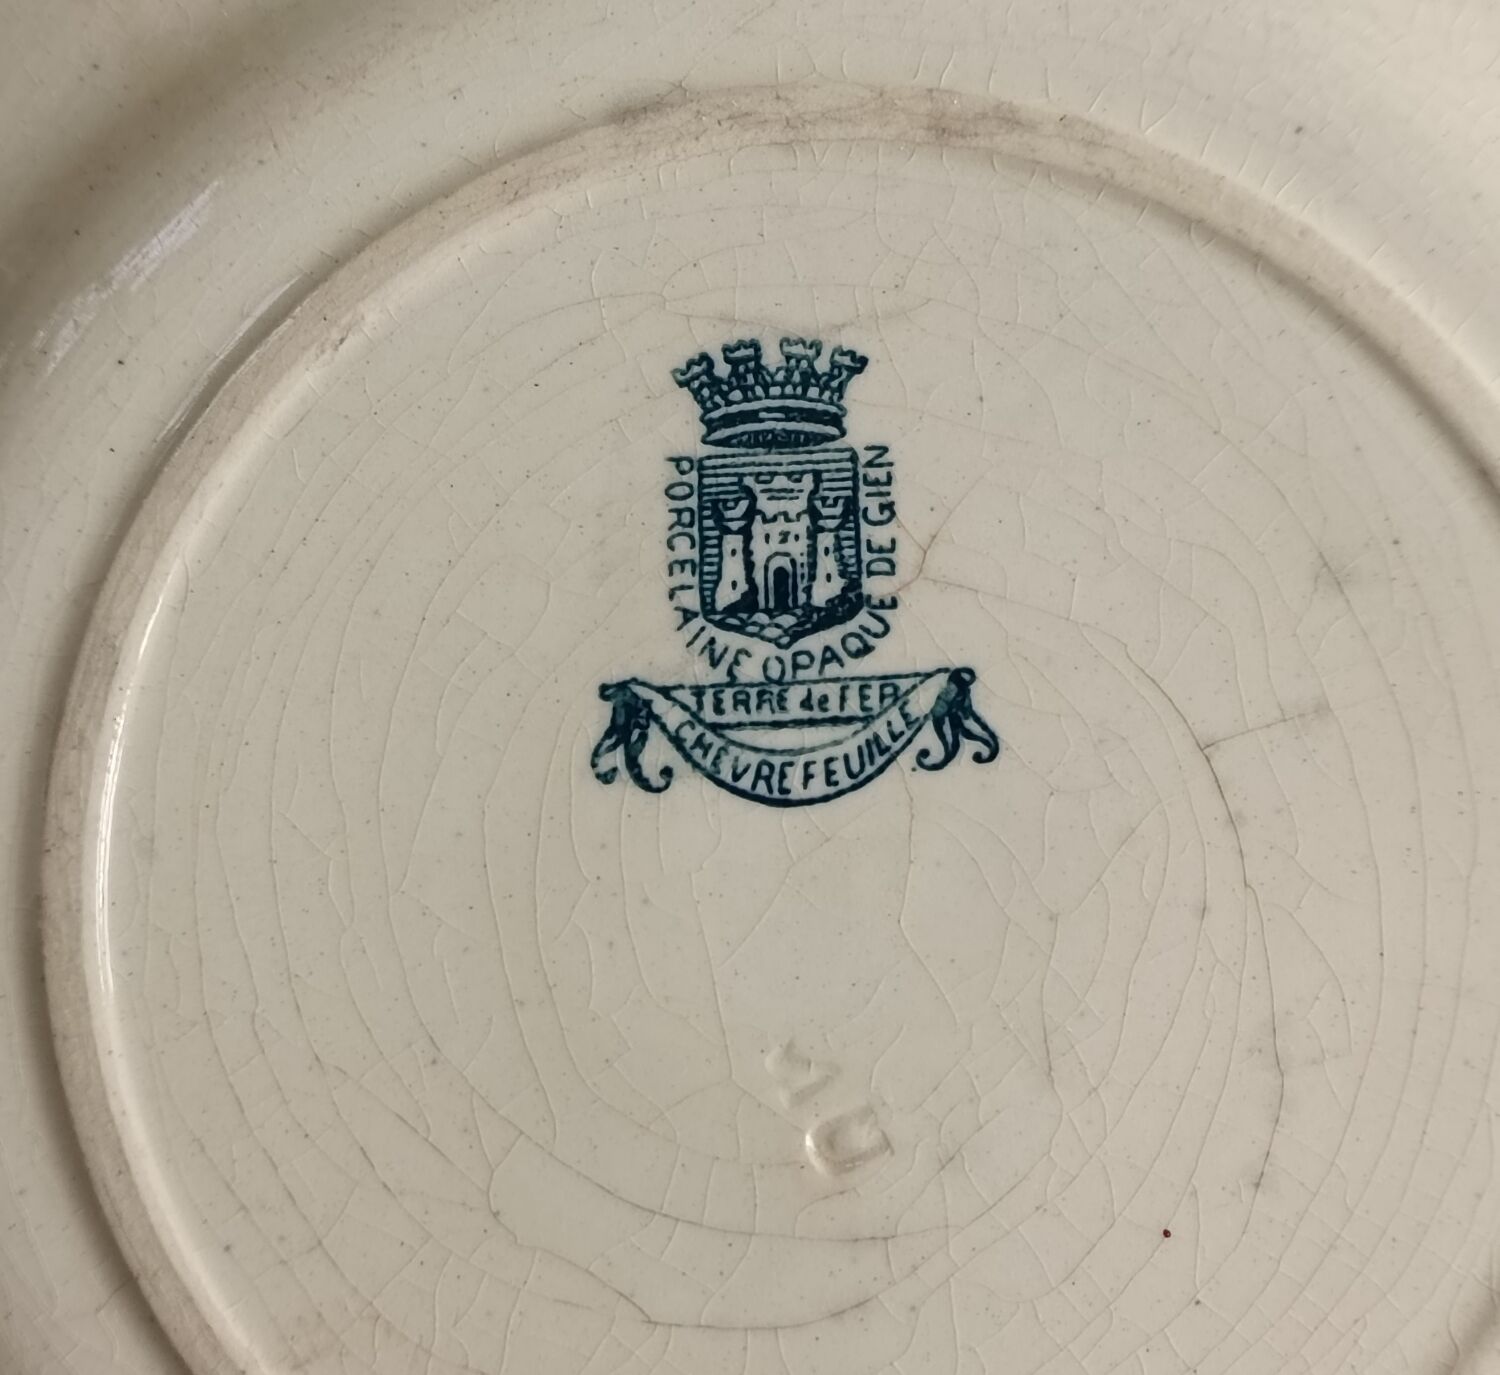 PORCELAINE OPAQUE DE GIEN
TERRE de FER
CHEVREFEUILLE